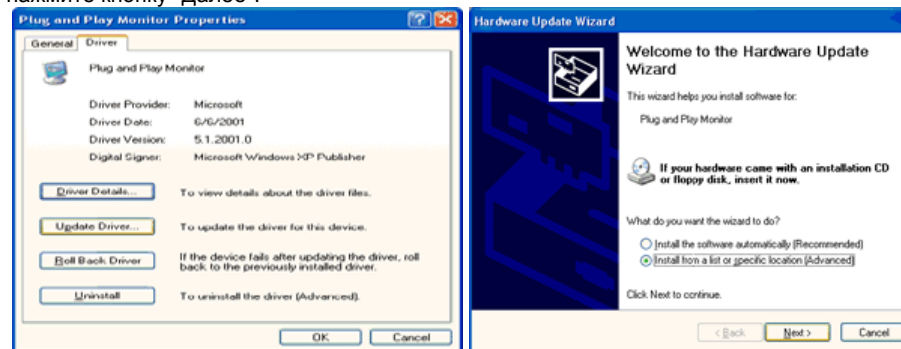 нажмите кнопку "Далее".
Plug and Play Monitor Properties
General Driver
Plug and Play Monitor
Driver Provider: Microsoft
Driver Date: 6/6/2001
Driver Version: 5.1.2001.0
Digital Signer: Microsoft Windows XP Publisher
Driver Details... To view details about the driver files.
Update Driver... To update the driver for this device.
Roll Back Driver If the device fails after updating the driver, roll
back to the previously installed driver.
Uninstall To uninstall the driver (Advanced).
OK Cancel
Hardware Update Wizard
Welcome to the Hardware Update
Wizard
This wizard helps you install software for:
Plug and Play Monitor
If your hardware came with an installation CD
or floppy disk, insert it now.
What do you want the wizard to do?
Install the software automatically (Recommended)
Install from a list or specific location (Advanced)
Click Next to continue.
< Back Next > Cancel